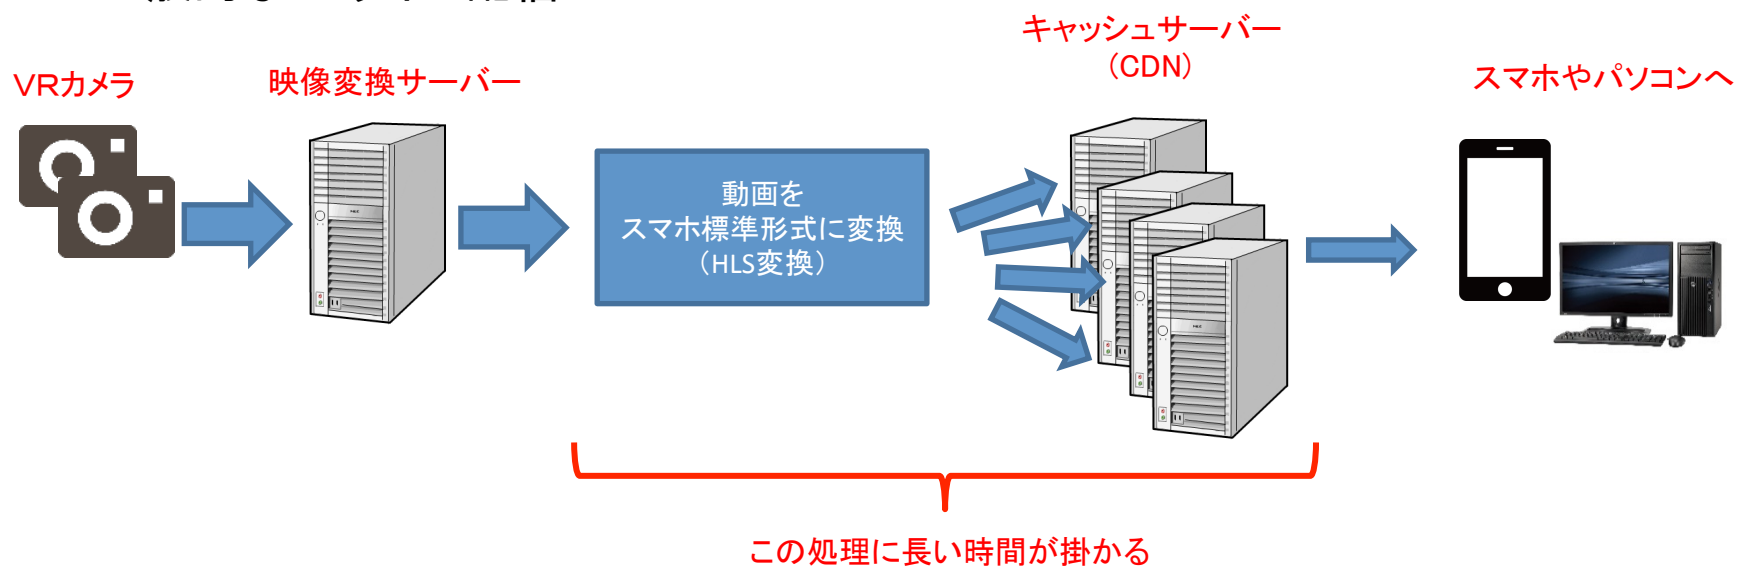 VRカメラ
映像変換サーバー
動画を
スマホ標準形式に変換
（HLS変換）
キャッシュサーバー
（CDN）
スマホやパソコンへ
この処理に長い時間が掛かる